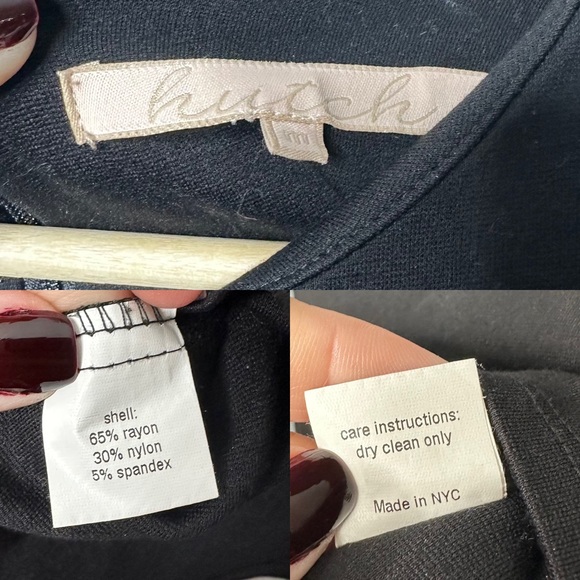 hutch
shell:
65% rayon
30% nylon
5% spandex
care instructions:
dry clean only
Made in NYC